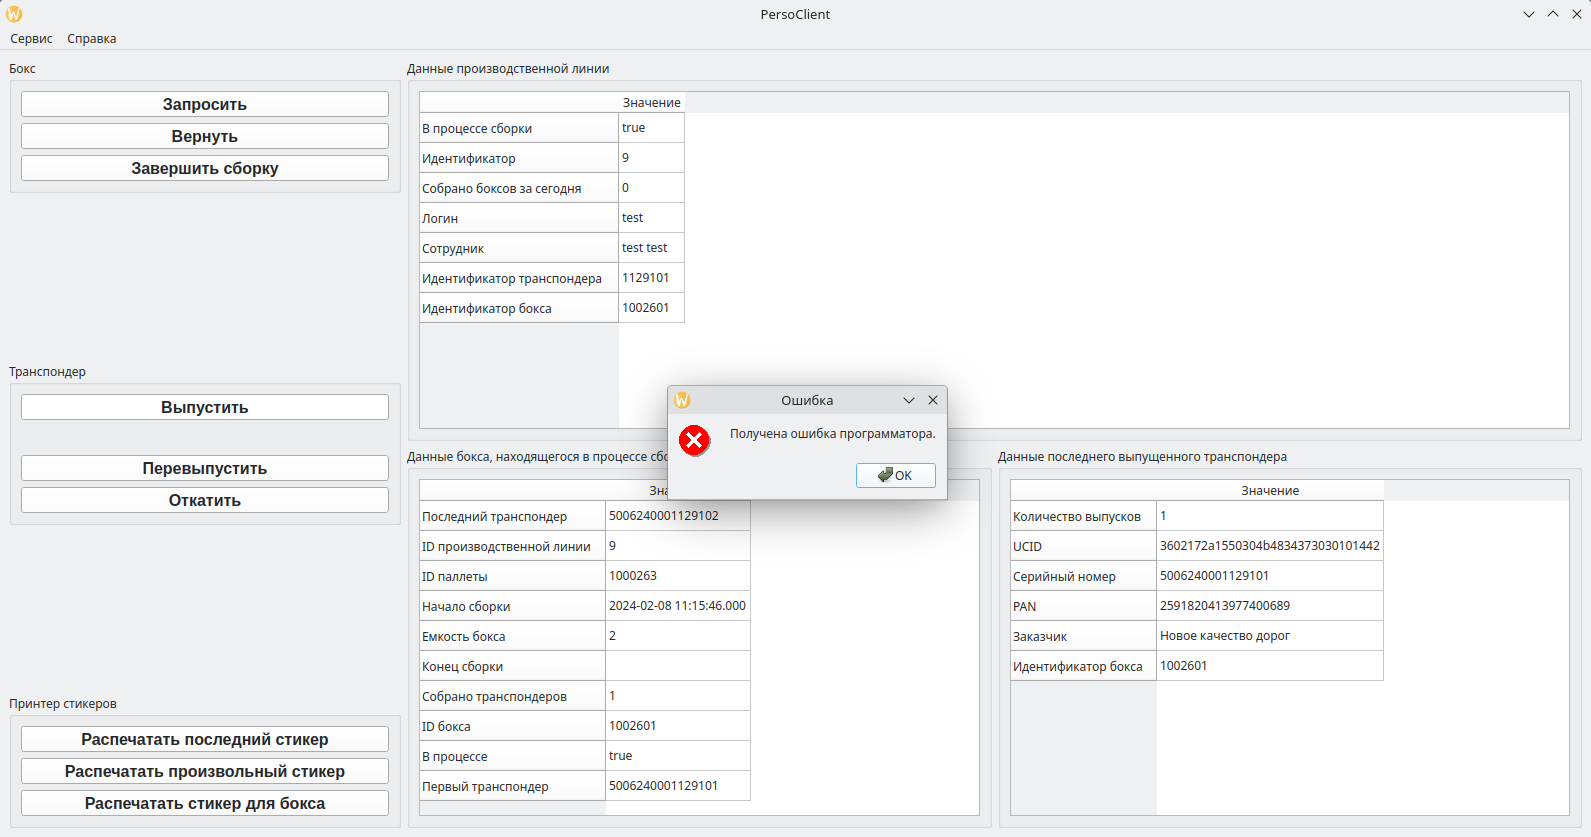 PersoClient
Сервис Справка
Бокс
Запросить
Вернуть
Завершить сборку
Данные производственной линии
Значение
В процессе сборки true
Идентификатор 9
Собрано боксов за сегодня 0
Логин test
Сотрудник test test
Идентификатор транспондера 1129101
Идентификатор бокса 1002601
Транспондер
Выпустить
Перевыпустить
Откатить
Ошибка
Получена ошибка программатора.
OK
Данные бокса, находящегося в процессе сбо
Зна
Последний транспондер 5006240001129102
ID производственной линии 9
ID паллеты 1000263
Начало сборки 2024-02-08 11:15:46.000
Емкость бокса 2
Конец сборки
Собрано транспондеров 1
ID бокса 1002601
В процессе true
Первый транспондер 5006240001129101
Данные последнего выпущенного транспондера
Значение
Количество выпусков 1
UCID 3602172a1550304b4834373030101442
Серийный номер 5006240001129101
PAN 2591820413977400689
Заказчик Новое качество дорог
Идентификатор бокса 1002601
Принтер стикеров
Распечатать последний стикер
Распечатать произвольный стикер
Распечатать стикер для бокса